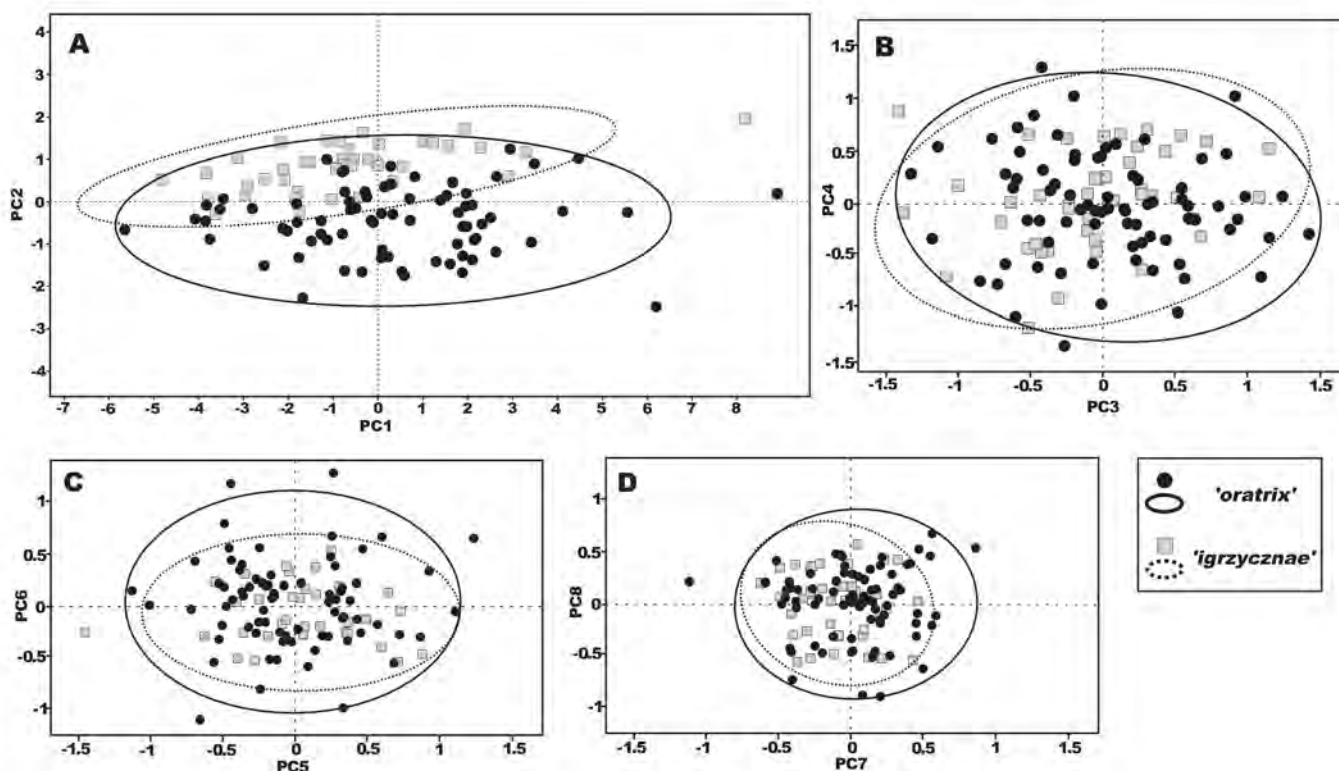 A
4
3
2
1
0
-1
-2
-3
-4
PC2
-7 -6 -5 -4 -3 -2 -1 0 1 2 3 4 5 6 7 8
PC1
B
1.5
1
0.5
0
-0.5
-1
-1.5
PC4
-1.5 -1 -0.5 0 0.5 1 1.5
PC3
C
1
0.5
0
-0.5
-1
PC6
-1.5 -1 -0.5 0 0.5 1 1.5
PC5
D
1
0.5
0
-0.5
-1
PC8
-1.5 -1 -0.5 0 0.5 1 1.5
PC7
'oratrix'
'igrzycznae'